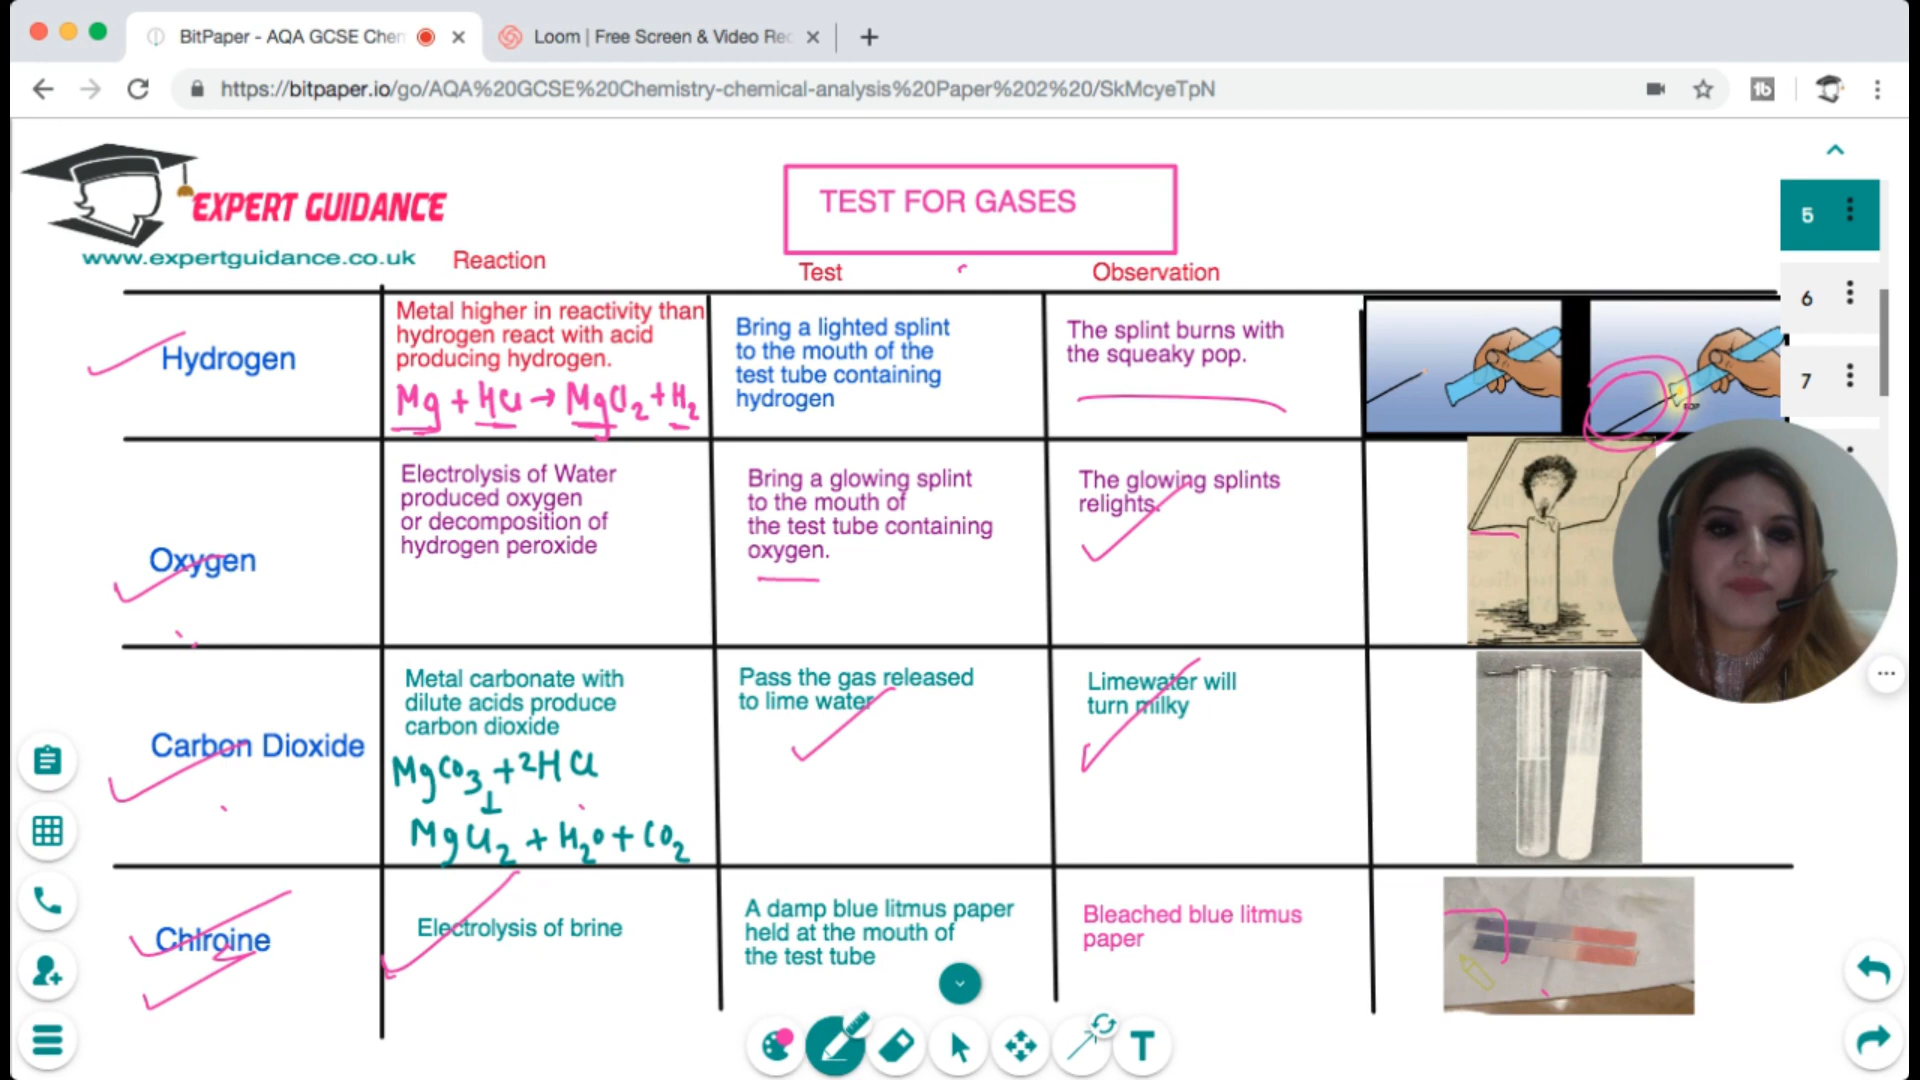 BitPaper - AQA GCSE Chem
Loom | Free Screen & Video Rec
https://bitpaper.io/go/AQA%20GCSE%20Chemistry-chemical-analysis%20Paper%202%20/SkMcyeTpN
EXPERT GUIDANCE
www.expertguidance.co.uk
TEST FOR GASES
5
6
7
Reaction
Test
Observation
Hydrogen
Metal higher in reactivity than
hydrogen react with acid
producing hydrogen.
Mg + HCl → MgCl2 + H2
Bring a lighted splint
to the mouth of the
test tube containing
hydrogen
The splint burns with
the squeaky pop.
POP
Oxygen
Electrolysis of Water
produced oxygen
or decomposition of
hydrogen peroxide
Bring a glowing splint
to the mouth of
the test tube containing
oxygen.
The glowing splints
relights.
Carbon Dioxide
Metal carbonate with
dilute acids produce
carbon dioxide
MgCO3 + 2HCl
↓
MgCl2 + H2O + CO2
Pass the gas released
to lime water
Limewater will
turn milky
Chlroine
Electrolysis of brine
A damp blue litmus paper
held at the mouth of
the test tube
Bleached blue litmus
paper
T